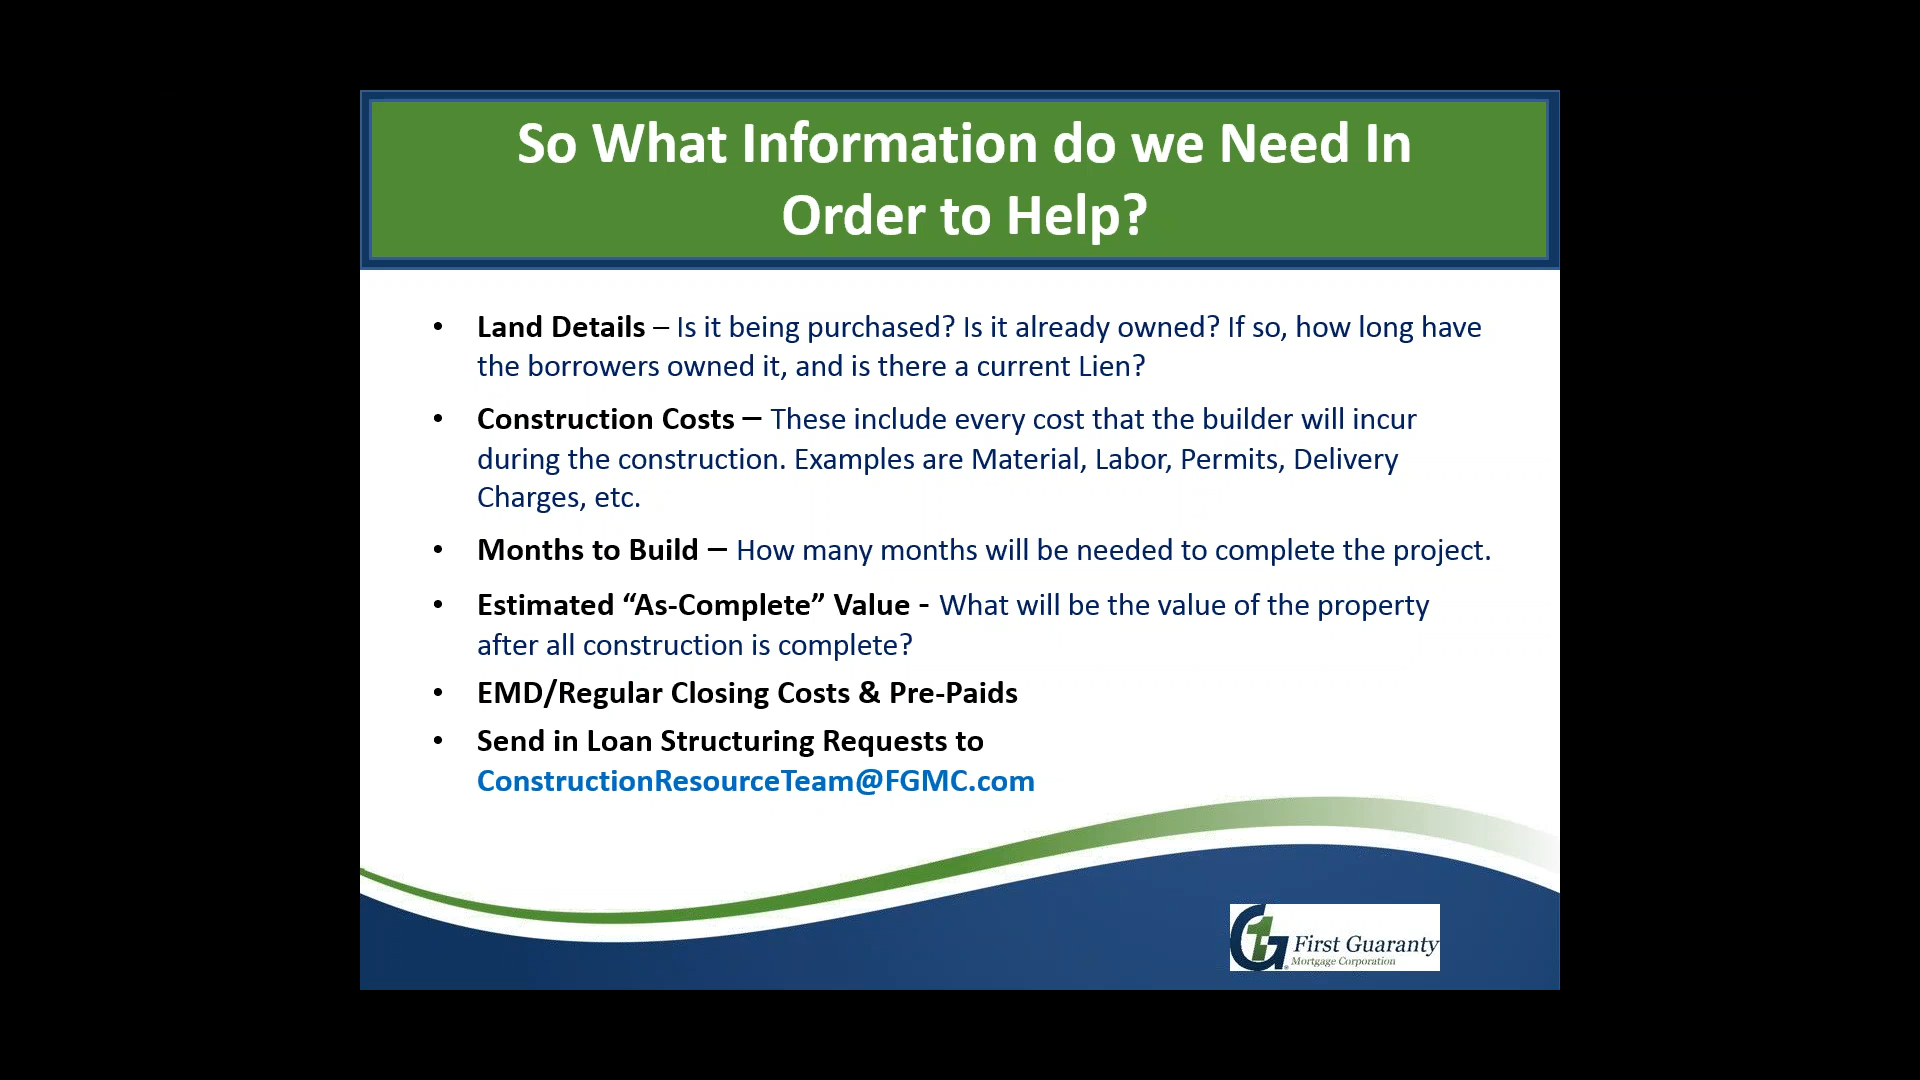 So What Information do we Need In
Order to Help?
• Land Details – Is it being purchased? Is it already owned? If so, how long have
the borrowers owned it, and is there a current Lien?
• Construction Costs – These include every cost that the builder will incur
during the construction. Examples are Material, Labor, Permits, Delivery
Charges, etc.
• Months to Build – How many months will be needed to complete the project.
• Estimated “As-Complete” Value - What will be the value of the property
after all construction is complete?
• EMD/Regular Closing Costs & Pre-Paids
• Send in Loan Structuring Requests to
ConstructionResourceTeam@FGMC.com
First Guaranty
Mortgage Corporation